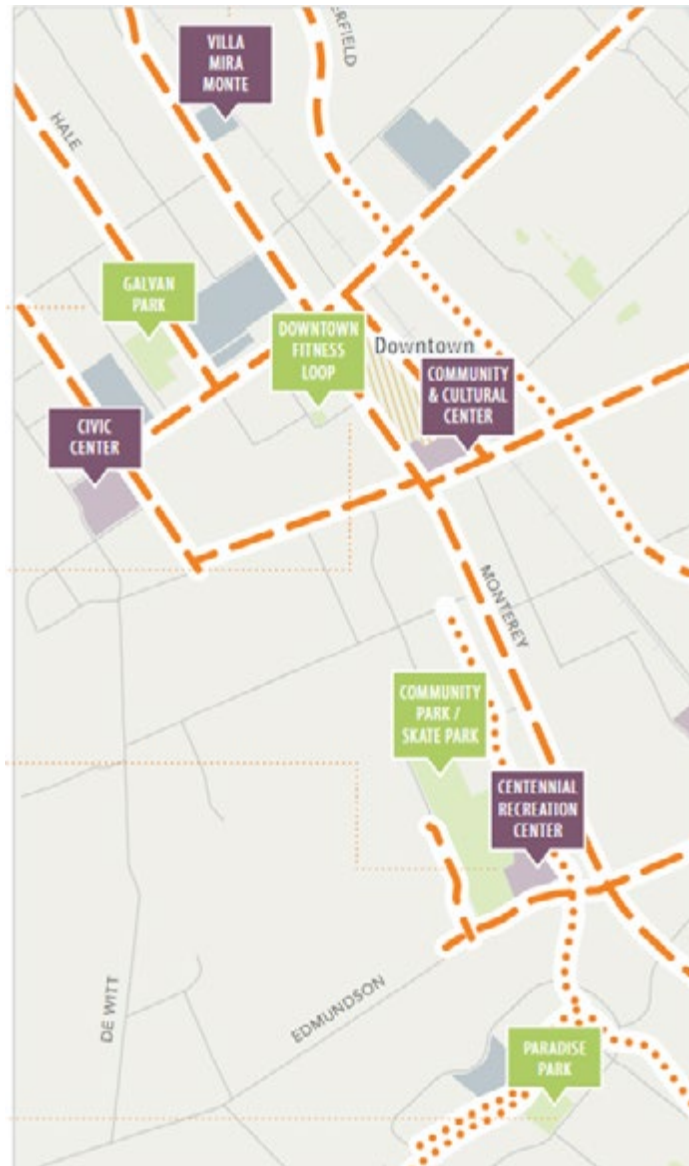 VILLA
MIRA
MONTE
ERFIELD
HALE
GALVAN
PARK
DOWNTOWN
FITNESS
LOOP
Downtown
COMMUNITY
& CULTURAL
CENTER
CIVIC
CENTER
MONTEREY
COMMUNITY
PARK /
SKATE PARK
CENTENNIAL
RECREATION
CENTER
DE WITT
EDMUNDSON
PARADISE
PARK